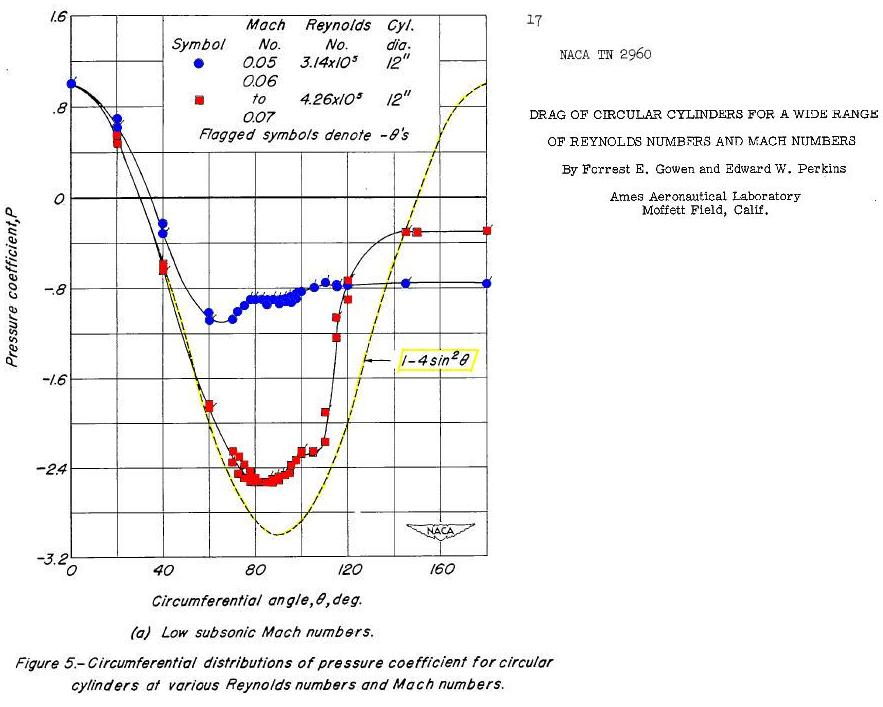 1.6
.8
0
-.8
-1.6
-2.4
-3.2
Pressure coefficient, P
Mach Reynolds Cyl.
Symbol No. No. dia.
0.05 3.14x10⁵ 12"
0.06
to 4.26x10⁵ 12"
0.07
Flagged symbols denote -θ's
1-4sin²θ
NACA
0 40 80 120 160
Circumferential angle, θ, deg.
(a) Low subsonic Mach numbers.
Figure 5.-Circumferential distributions of pressure coefficient for circular
cylinders at various Reynolds numbers and Mach numbers.
17
NACA TN 2960
DRAG OF CIRCULAR CYLINDERS FOR A WIDE RANGE
OF REYNOLDS NUMBERS AND MACH NUMBERS
By Forrest E. Gowen and Edward W. Perkins
Ames Aeronautical Laboratory
Moffett Field, Calif.